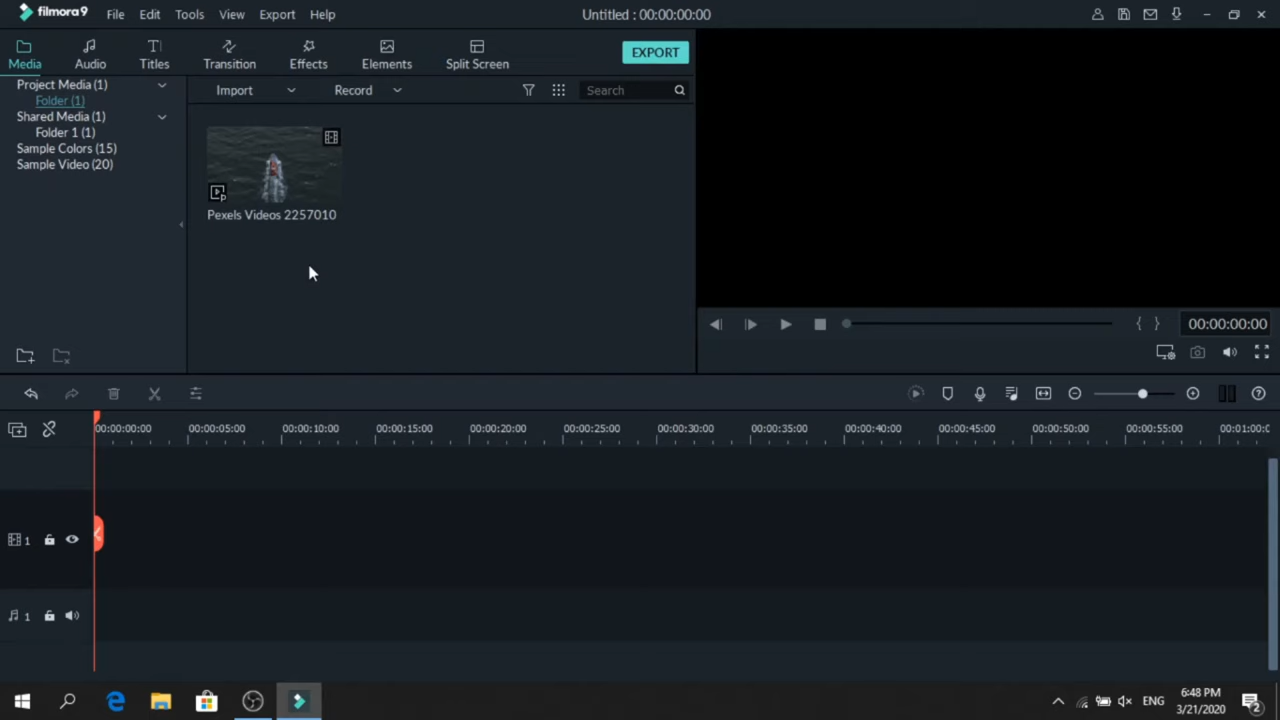 filmora9 File Edit Tools View Export Help Untitled : 00:00:00:00
Media Audio Titles Transition Effects Elements Split Screen EXPORT
Project Media (1)
Folder (1)
Shared Media (1)
Folder 1 (1)
Sample Colors (15)
Sample Video (20)
Import Record Search
Pexels Videos 2257010
{ } 00:00:00:00
00:00:00:00 00:00:05:00 00:00:10:00 00:00:15:00 00:00:20:00 00:00:25:00 00:00:30:00 00:00:35:00 00:00:40:00 00:00:45:00 00:00:50:00 00:00:55:00 00:01:00:0
1
1
ENG 6:48 PM
3/21/2020 2